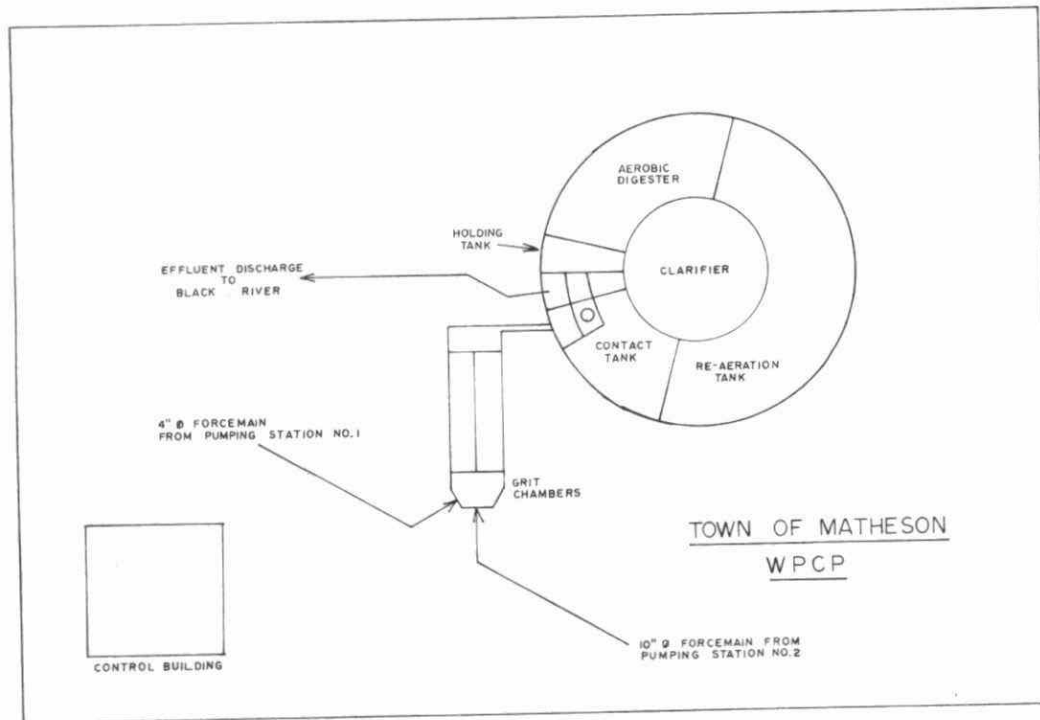 AEROBIC
DIGESTER
HOLDING
TANK
CLARIFIER
EFFLUENT DISCHARGE
TO
BLACK RIVER
CONTACT
TANK
RE-AERATION
TANK
4" Ø FORCEMAIN
FROM PUMPING STATION NO.1
GRIT
CHAMBERS
TOWN OF MATHESON
WPCP
10" Ø FORCEMAIN FROM
PUMPING STATION NO.2
CONTROL BUILDING